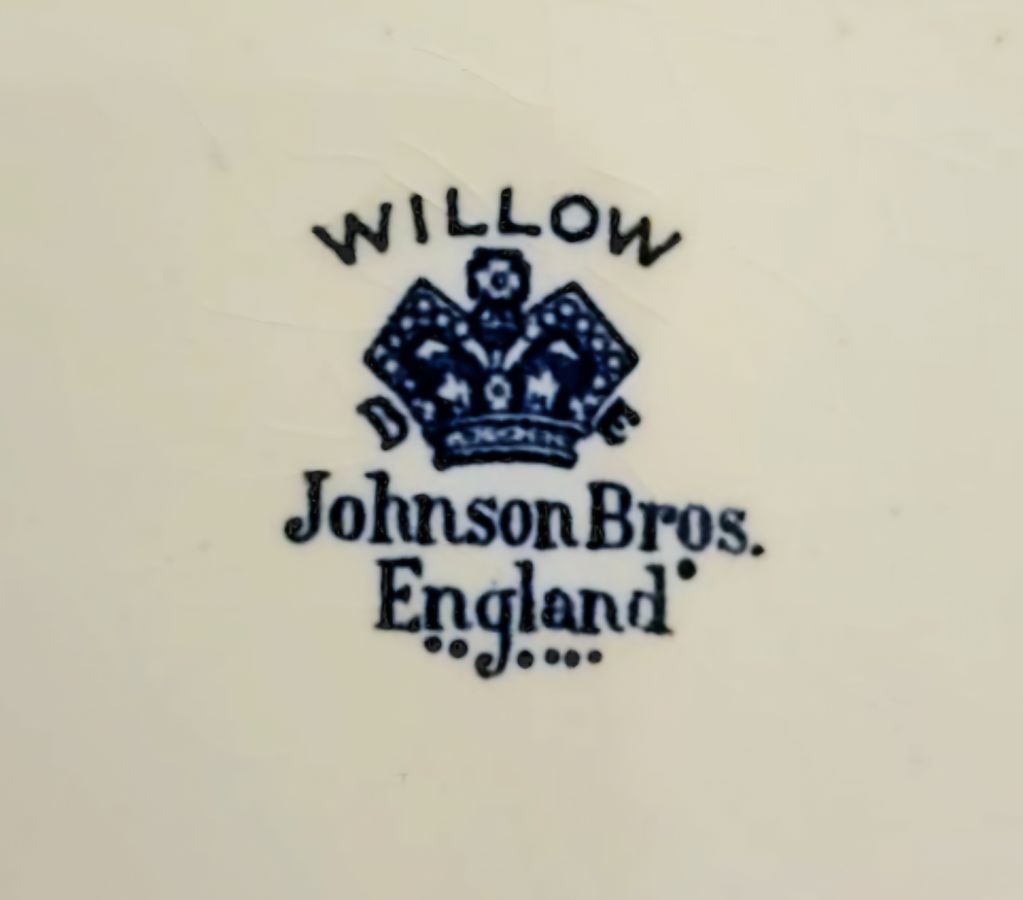 WILLOW
D E
Johnson Bros.
England